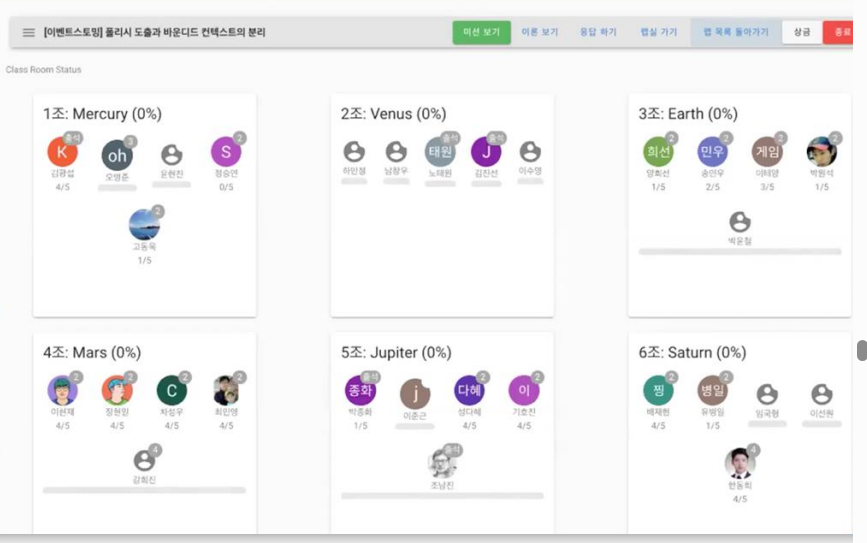 [이벤트스토밍] 폴리시 도출과 바운디드 컨텍스트의 분리
미션 보기 이론 보기 응답 하기 랩실 가기 랩 목록 돌아가기 상금 종료
Class Room Status
1조: Mercury (0%)
K 출석 oh 3 S 2
김광섭 오병준 윤현진 정승연
4/5 0/5
2
고동욱
1/5
2조: Venus (0%)
태원 출석 J 출석
하민철 남창우 노태원 김진선 이수영
3조: Earth (0%)
희선 2 민우 2 게임 2 2
양희선 송민우 이태양 박원석
1/5 2/5 3/5 1/5
박윤철
4조: Mars (0%)
2 2 C 2 2
이현재 장현임 차성우 최민영
4/5 4/5 4/5 4/5
4
강희진
5조: Jupiter (0%)
종화 출석 j 다혜 2 이 2
박종화 이준근 성다혜 기호진
1/5 4/5 4/5
출석
조남진
6조: Saturn (0%)
찡 2 병일 2
배재헌 유병일 임국형 이선원
4/5 1/5
4
반동희
4/5